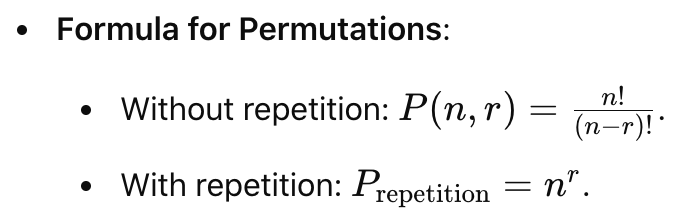 • Formula for Permutations:
• Without repetition: P(n, r) = n!/(n−r)!.
• With repetition: P_repetition = n^r.